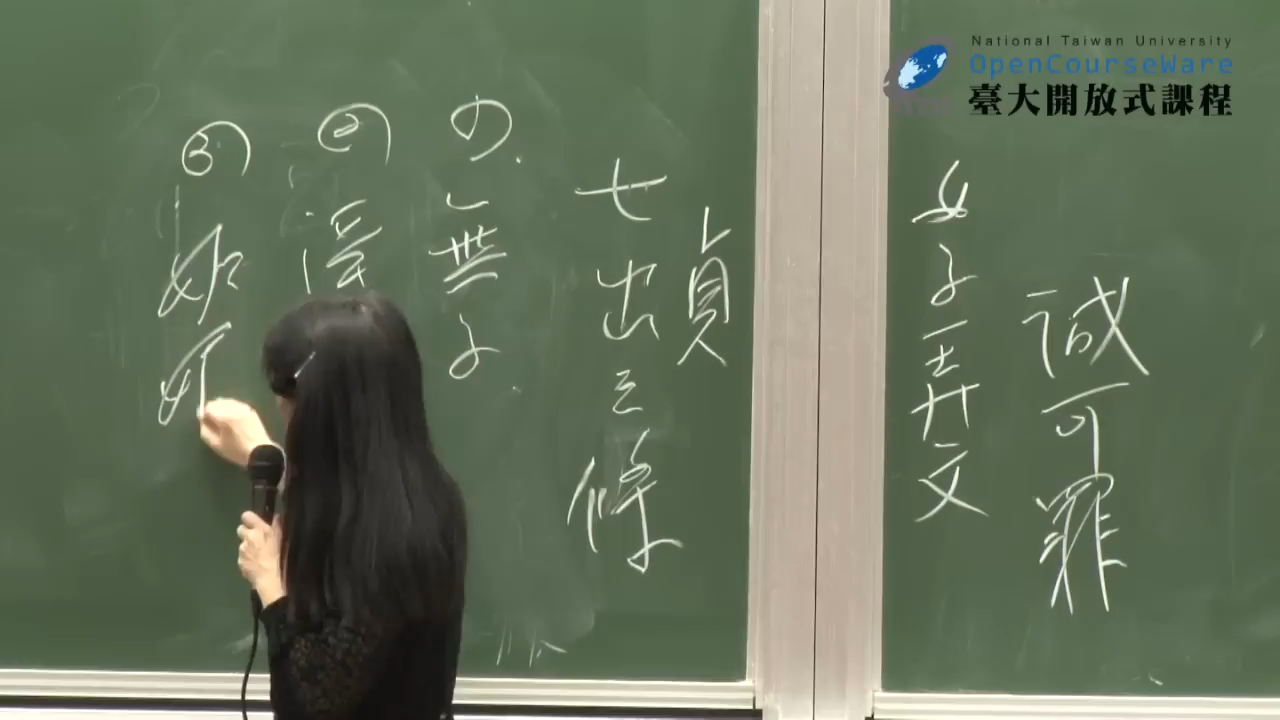 National Taiwan University
OpenCourseWare
臺大開放式課程
女子弄文
誠可罪
貞
七出之條
① 無子
② 淫
③